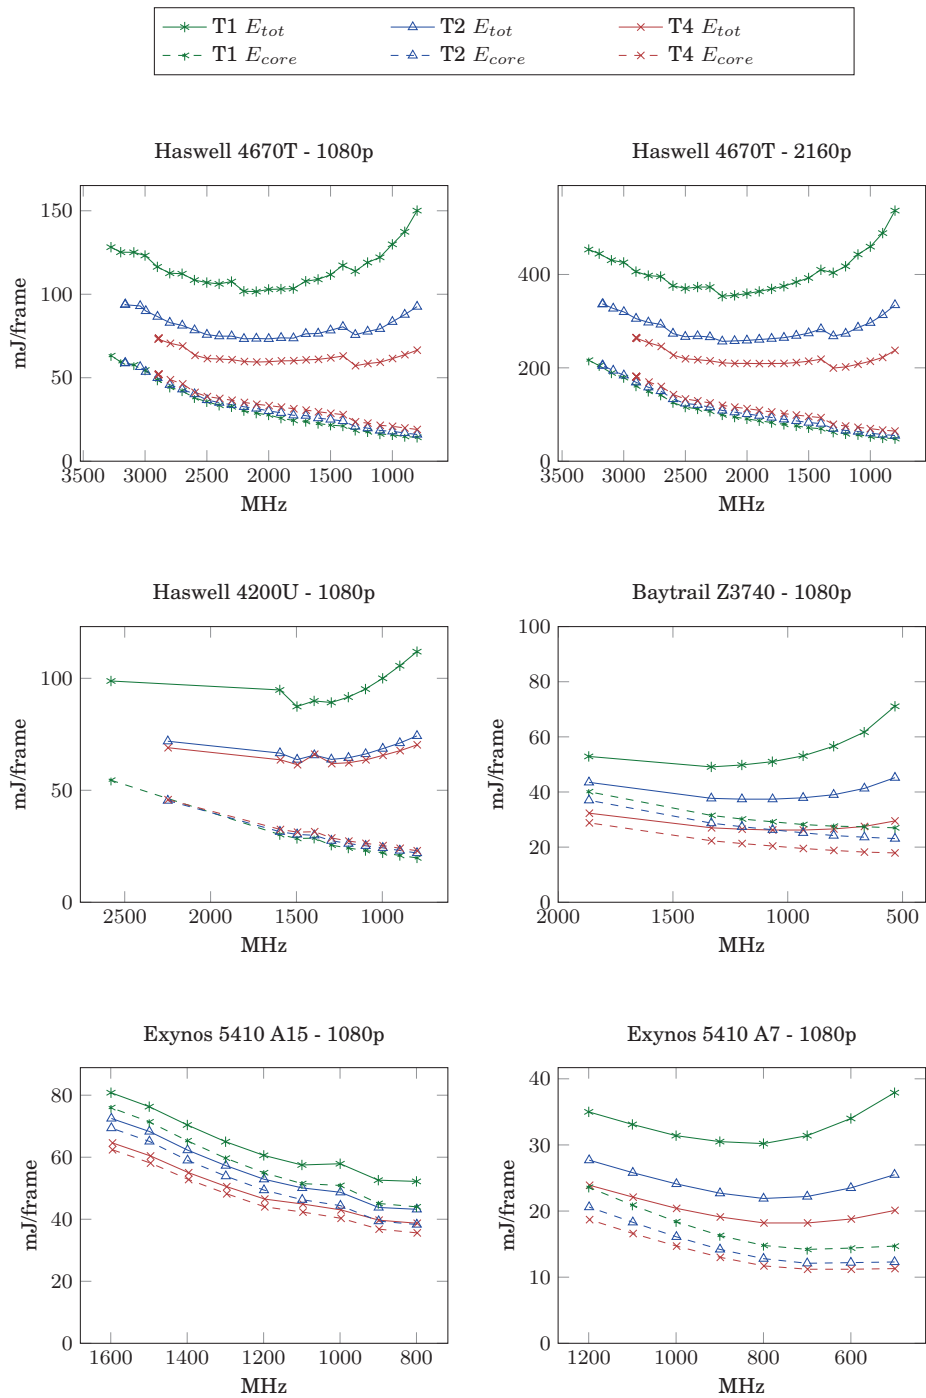 T1 E_tot T2 E_tot T4 E_tot
T1 E_core T2 E_core T4 E_core
Haswell 4670T - 1080p
150
100
50
0
mJ/frame
3500 3000 2500 2000 1500 1000
MHz
Haswell 4670T - 2160p
400
200
0
3500 3000 2500 2000 1500 1000
MHz
Haswell 4200U - 1080p
100
50
0
mJ/frame
2500 2000 1500 1000
MHz
Baytrail Z3740 - 1080p
100
80
60
40
20
0
mJ/frame
2000 1500 1000 500
MHz
Exynos 5410 A15 - 1080p
80
60
40
20
0
mJ/frame
1600 1400 1200 1000 800
MHz
Exynos 5410 A7 - 1080p
40
30
20
10
0
mJ/frame
1200 1000 800 600
MHz